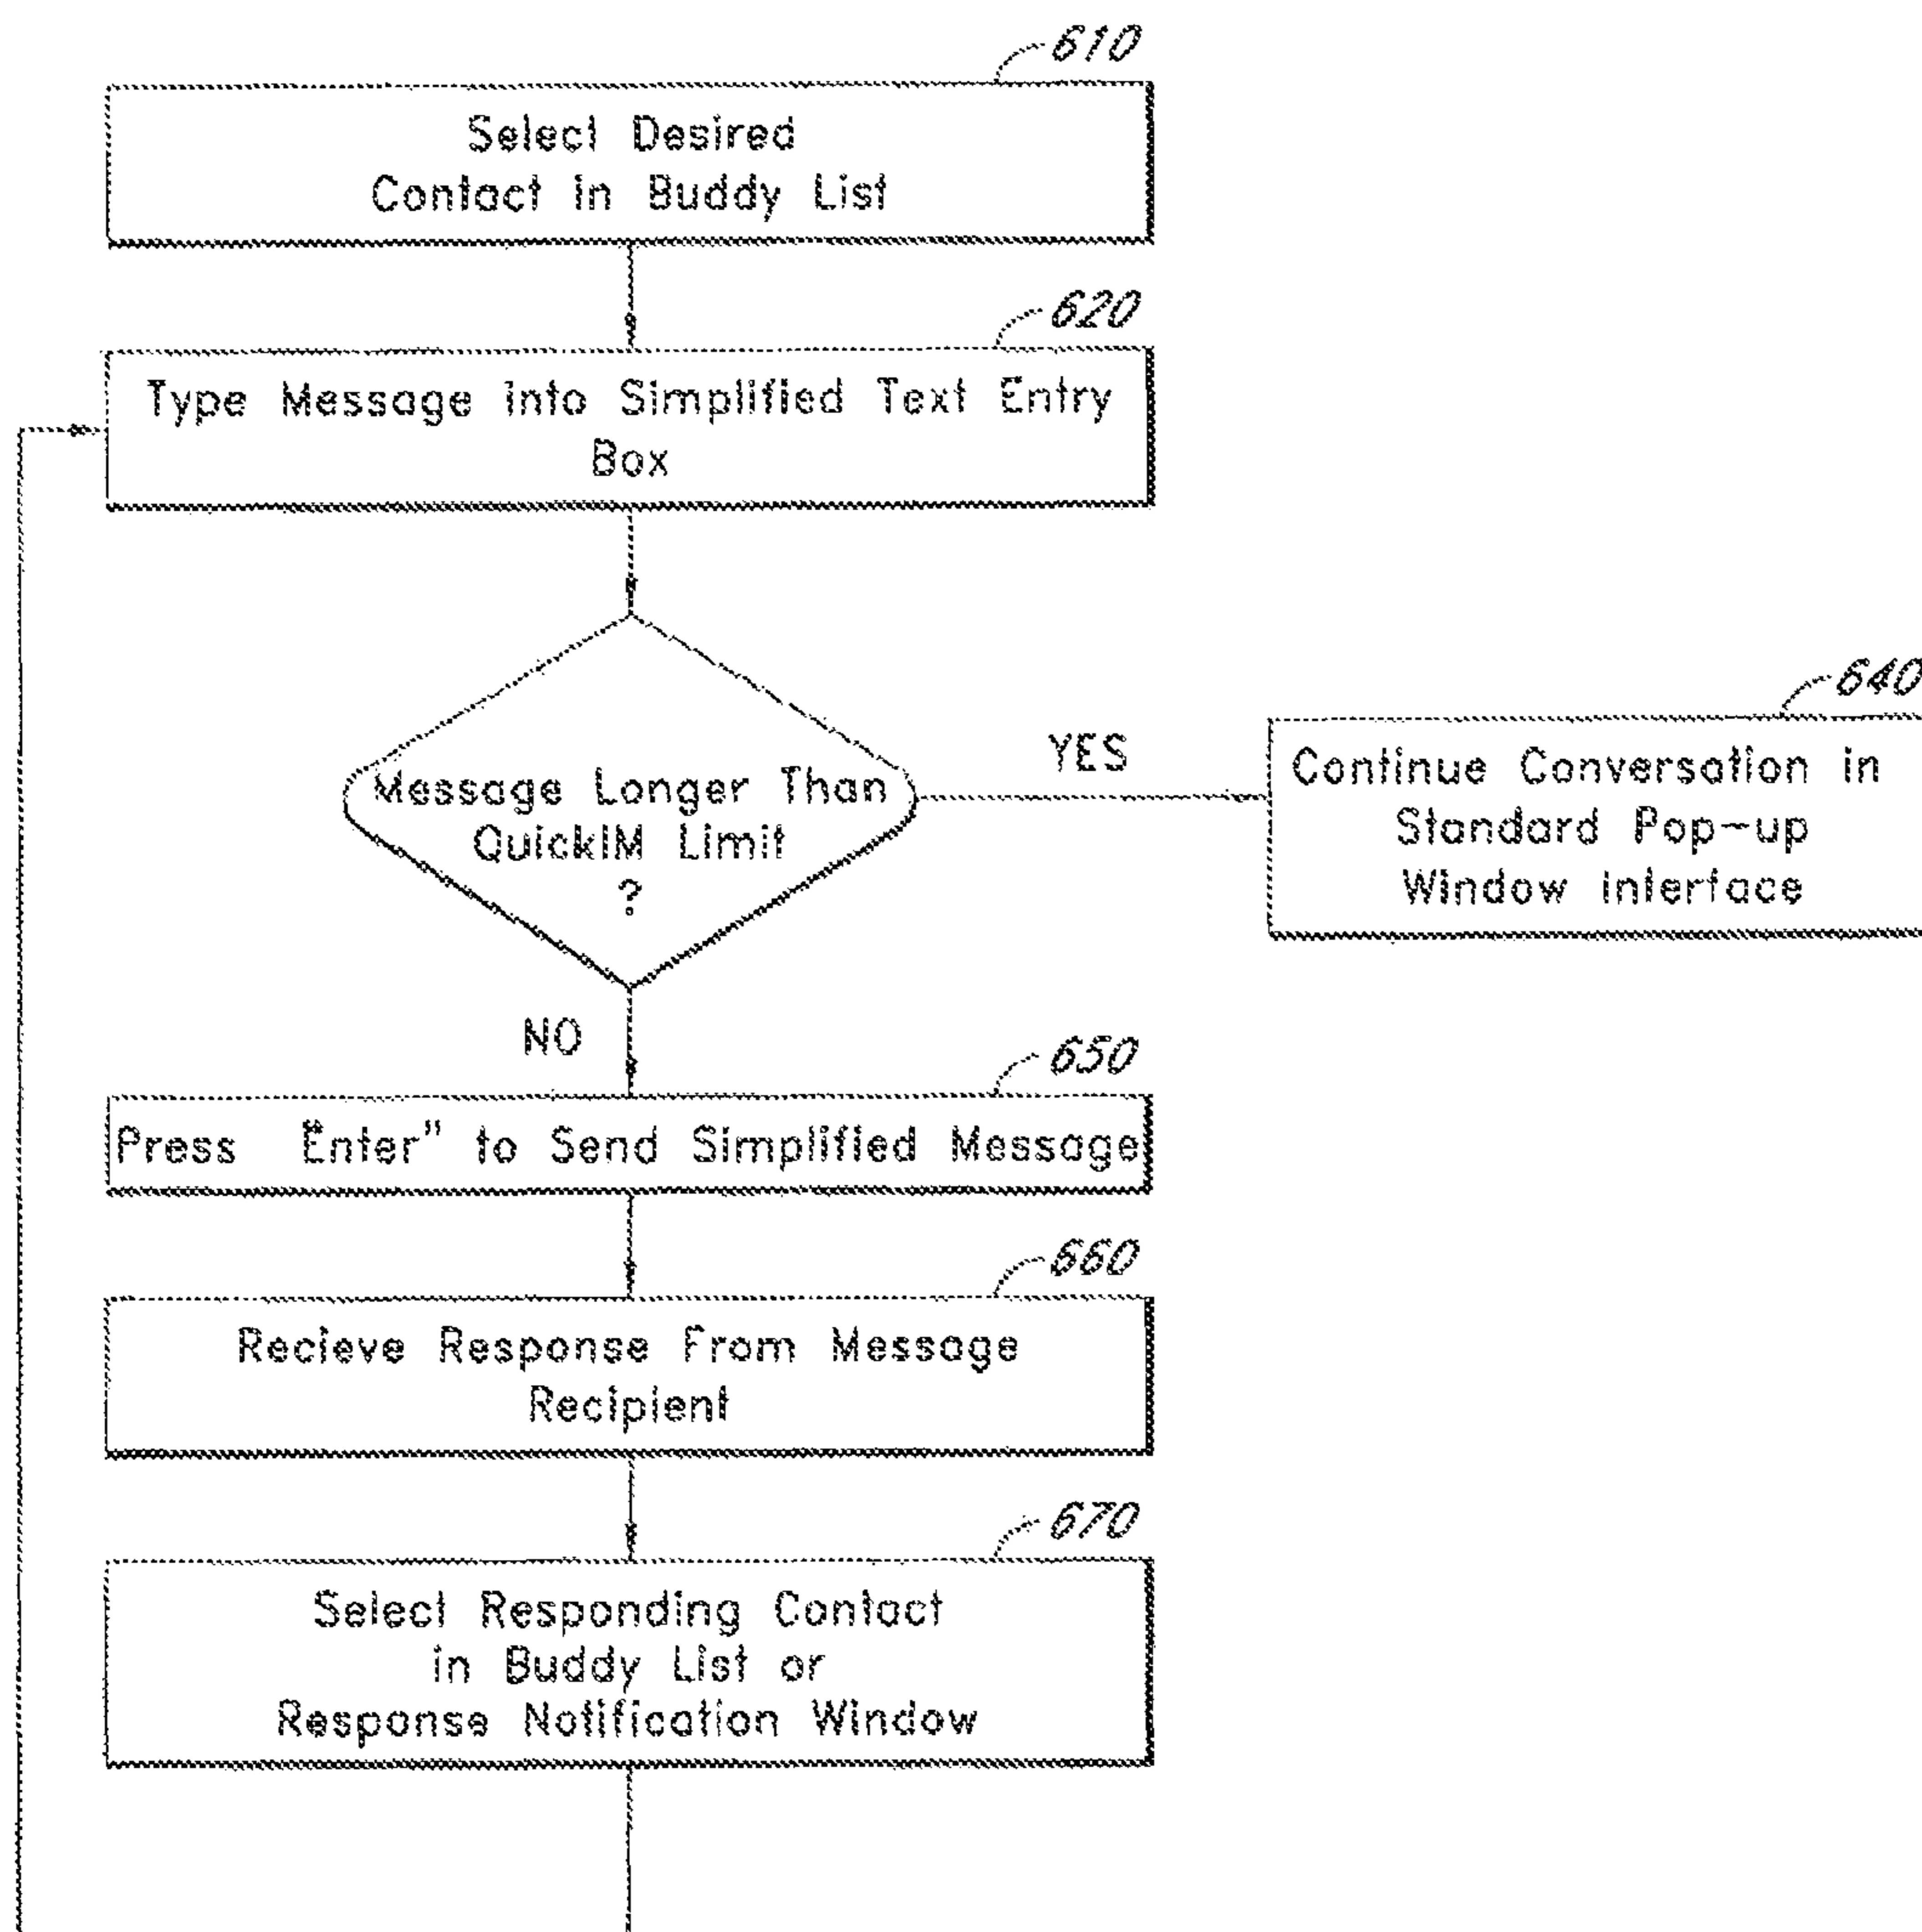 610
Select Desired
Contact in Buddy List
620
Type Message into Simplified Text Entry
Box
Message Longer Than
QuickIM Limit
?
YES
640
Continue Conversation in
Standard Pop-up
Window interface
NO
650
Press "Enter" to Send Simplified Message
660
Recieve Response From Message
Recipient
670
Select Responding Contact
in Buddy List or
Response Notification Window